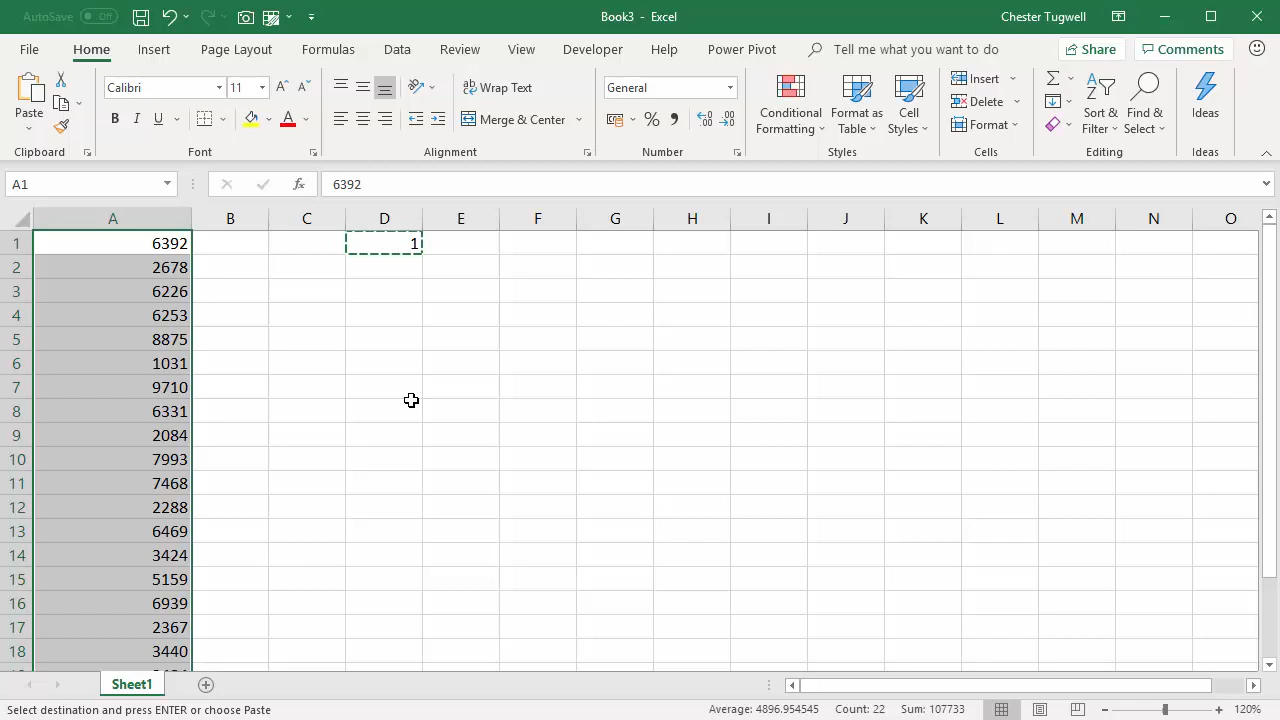 AutoSave Off Book3 - Excel Chester Tugwell
File Home Insert Page Layout Formulas Data Review View Developer Help Power Pivot Tell me what you want to do Share Comments
Paste Calibri 11 ab Wrap Text General Conditional Formatting Format as Table Cell Styles Insert Sort & Filter Find & Select Ideas
B I U Merge & Center % , Delete
Format
Clipboard Font Alignment Number Styles Cells Editing Ideas
A1 fx 6392
A B C D E F G H I J K L M N O
1 6392 1
2 2678
3 6226
4 6253
5 8875
6 1031
7 9710
8 6331
9 2084
10 7993
11 7468
12 2288
13 6469
14 3424
15 5159
16 6939
17 2367
18 3440
Sheet1
Select destination and press ENTER or choose Paste Average: 4896.954545 Count: 22 Sum: 107733 120%